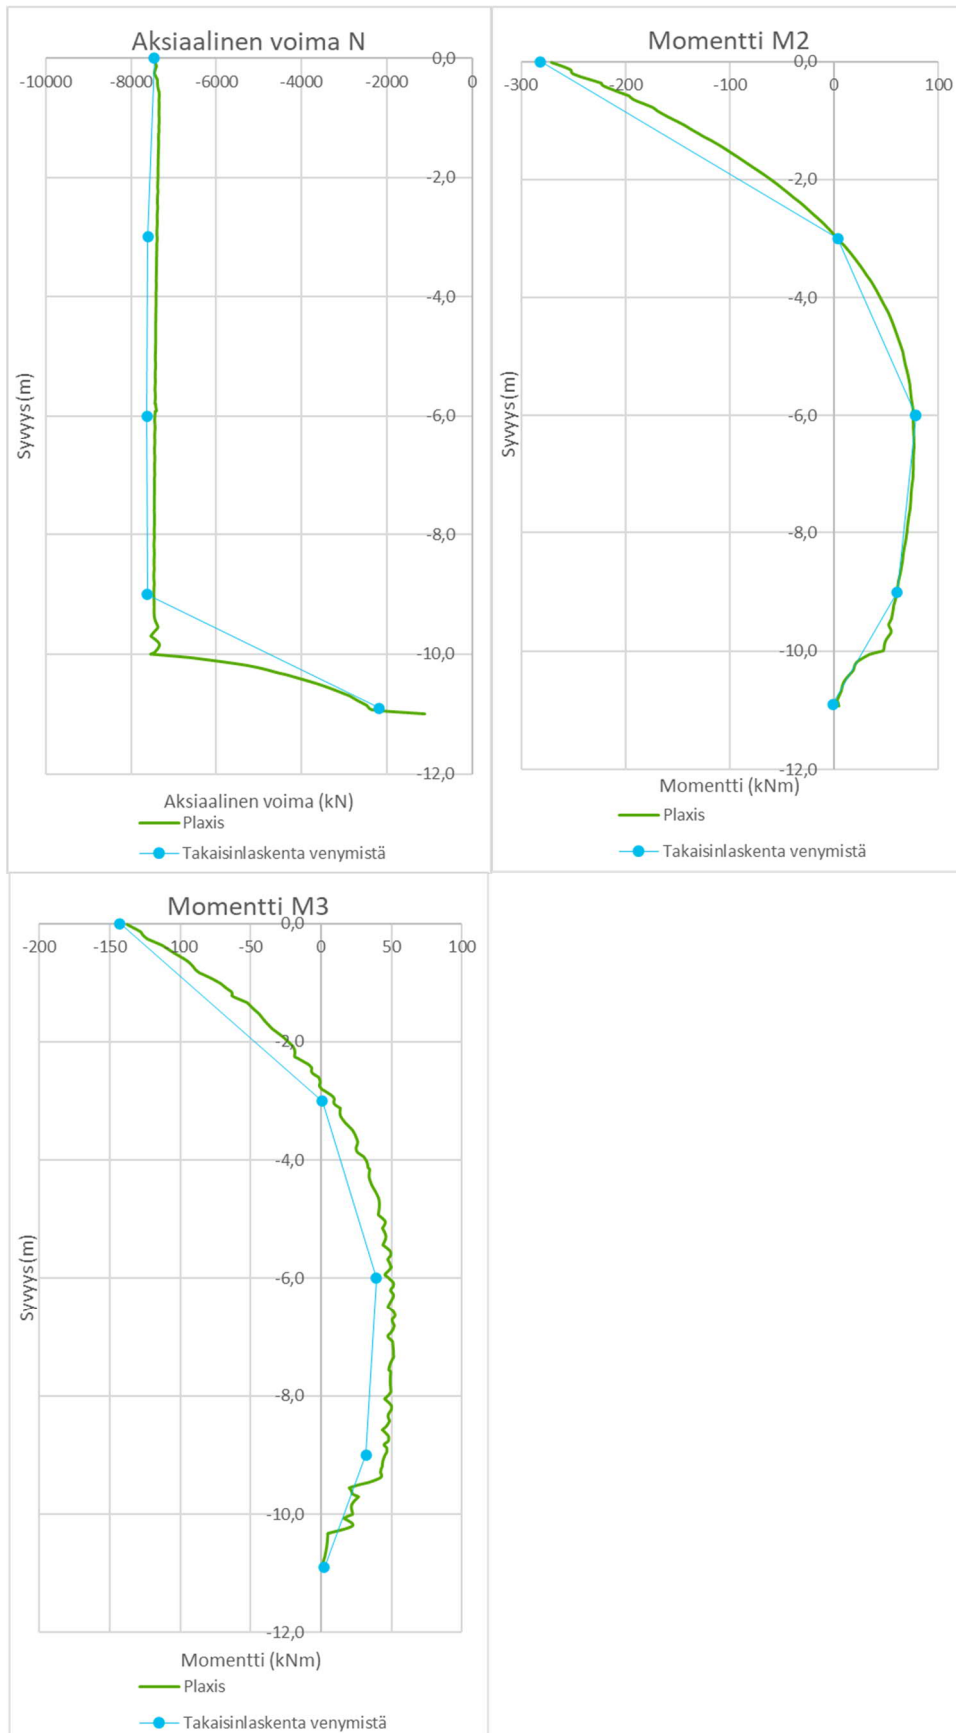 Aksiaalinen voima N
0,0
-10000 -8000 -6000 -4000 -2000 0
-2,0
-4,0
Syvyys (m)
-6,0
-8,0
-10,0
-12,0
Aksiaalinen voima (kN)
Plaxis
Takaisinlaskenta venymistä
Momentti M2
0,0
-300 -200 -100 0 100
-2,0
-4,0
Syvyys (m)
-6,0
-8,0
-10,0
-12,0
Momentti (kNm)
Plaxis
Takaisinlaskenta venymistä
Momentti M3
0,0
-200 -150 -100 -50 0 50 100
-2,0
-4,0
Syvyys (m)
-6,0
-8,0
-10,0
-12,0
Momentti (kNm)
Plaxis
Takaisinlaskenta venymistä